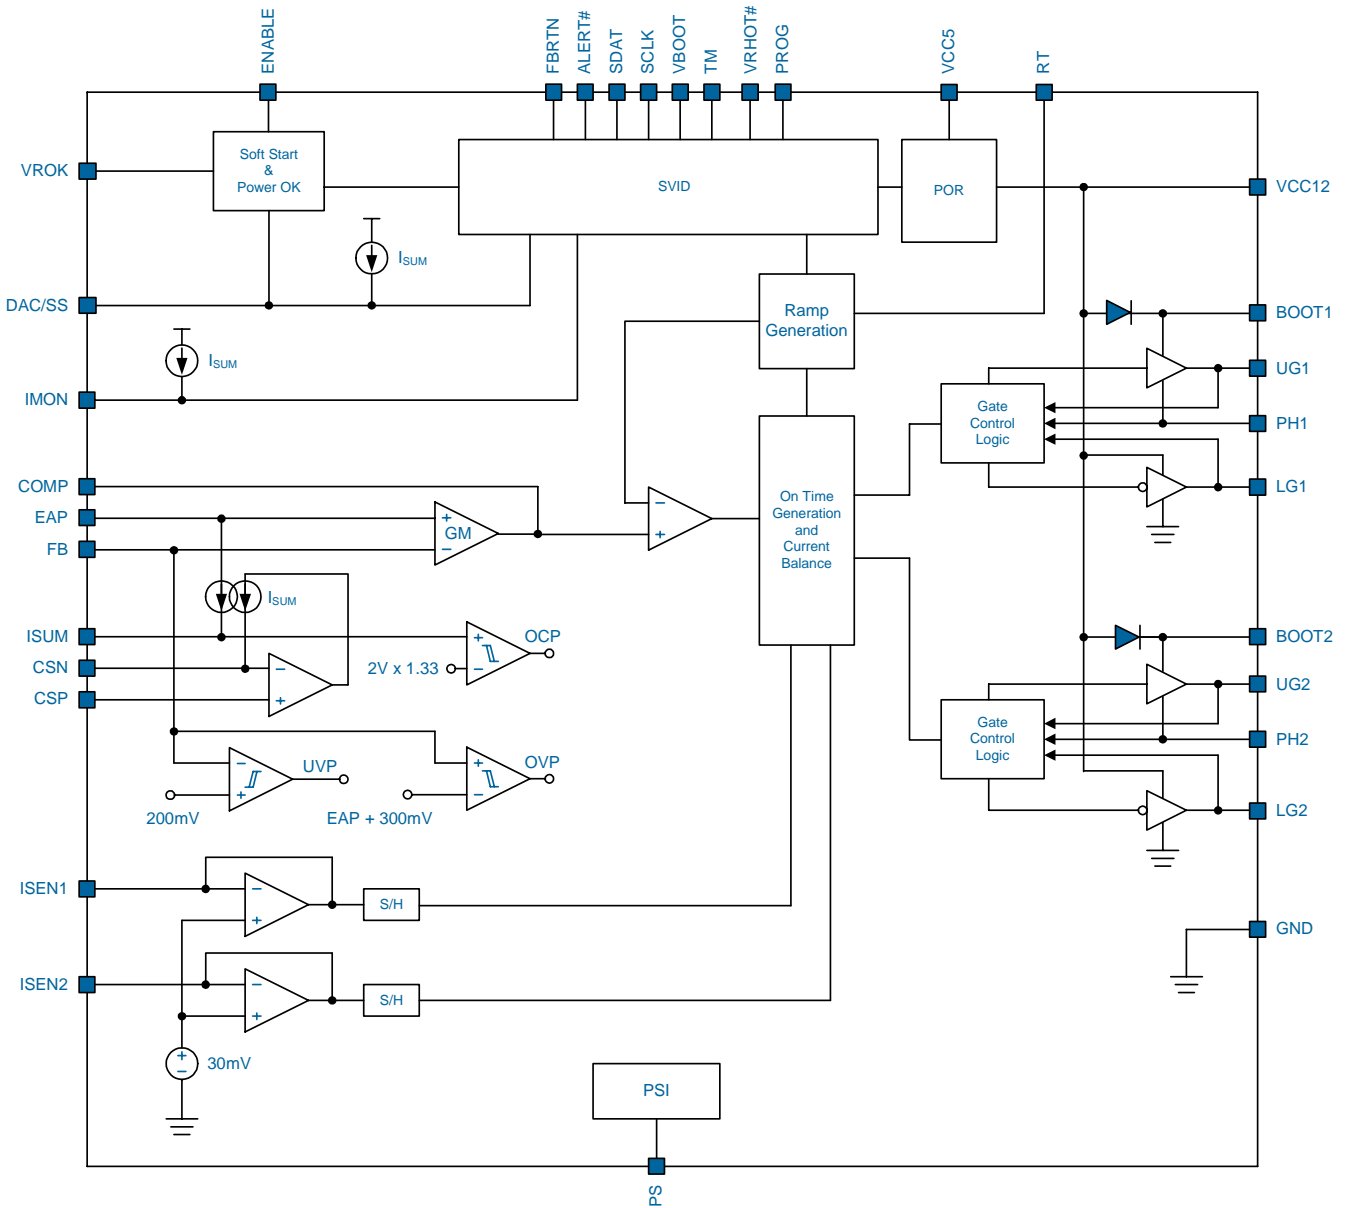 ENABLE
FBRTN
ALERT#
SDAT
SCLK
VBOOT
TM
VRHOT#
PROG
VCC5
RT
VROK
Soft Start
&
Power OK
SVID
POR
VCC12
ISUM
DAC/SS
Ramp
Generation
BOOT1
ISUM
UG1
IMON
Gate
Control
Logic
PH1
COMP
LG1
EAP
+
GM
−
−
+
On Time
Generation
and
Current
Balance
FB
ISUM
ISUM
+
−
OCP
BOOT2
CSN
−
+
2V x 1.33
CSP
UG2
Gate
Control
Logic
PH2
−
+
UVP
+
−
OVP
200mV
EAP + 300mV
LG2
ISEN1
−
+
S/H
GND
ISEN2
−
+
S/H
+
−
30mV
PSI
PS